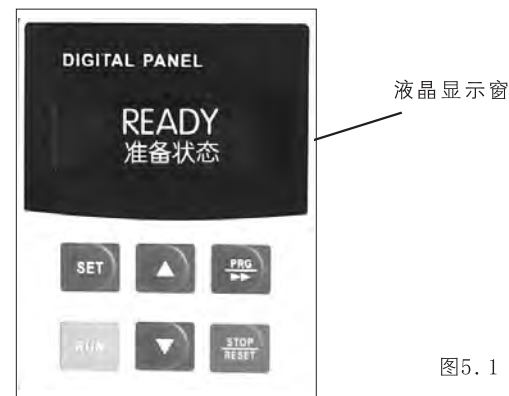 DIGITAL PANEL
液晶显示窗
READY
准备状态
SET
▲
PRG
▶▶
RUN
▼
STOP
RESET
图5.1